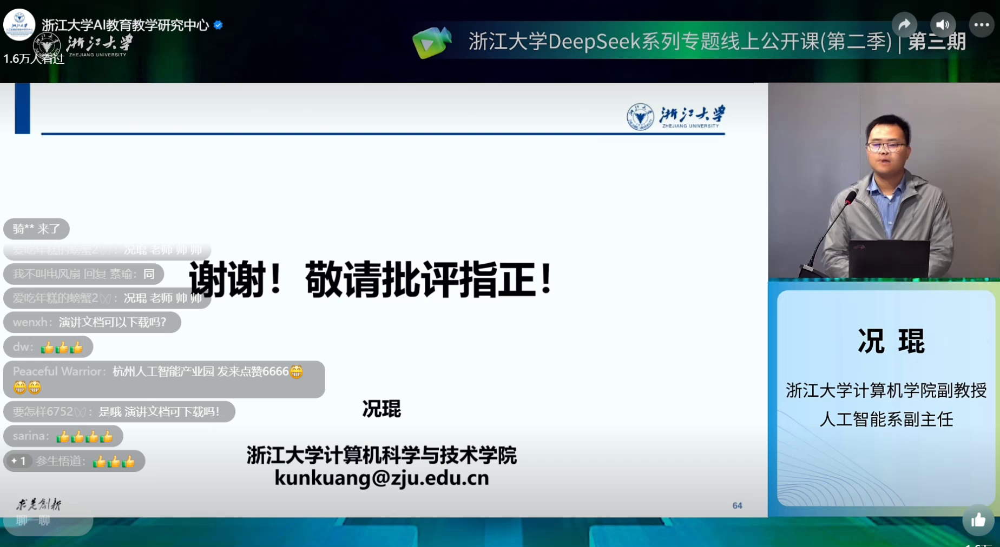 浙江大学AI教育教学研究中心
浙江大学
ZHEJIANG UNIVERSITY
1.6万人看过
浙江大学DeepSeek系列专题线上公开课(第二季) | 第三期
浙江大学
ZHEJIANG UNIVERSITY
骑** 来了
爱吃年糕的螃蟹2: 况琨 老师 帅 帅
我不叫电风扇 回复 素瑜: 同
爱吃年糕的螃蟹2: 况琨 老师 帅 帅
wenxh: 演讲文档可以下载吗?
dw: 👍👍👍
Peaceful Warrior: 杭州人工智能产业园 发来点赞6666😁
😁😁
要怎样6752: 是哦 演讲文档可下载吗!
sarina: 👍👍👍👍
✦ 1 参生悟道: 👍👍👍
谢谢！敬请批评指正！
况琨
浙江大学计算机科学与技术学院
kunkuang@zju.edu.cn
求是创新
64
聊一聊
况 琨
浙江大学计算机学院副教授
人工智能系副主任